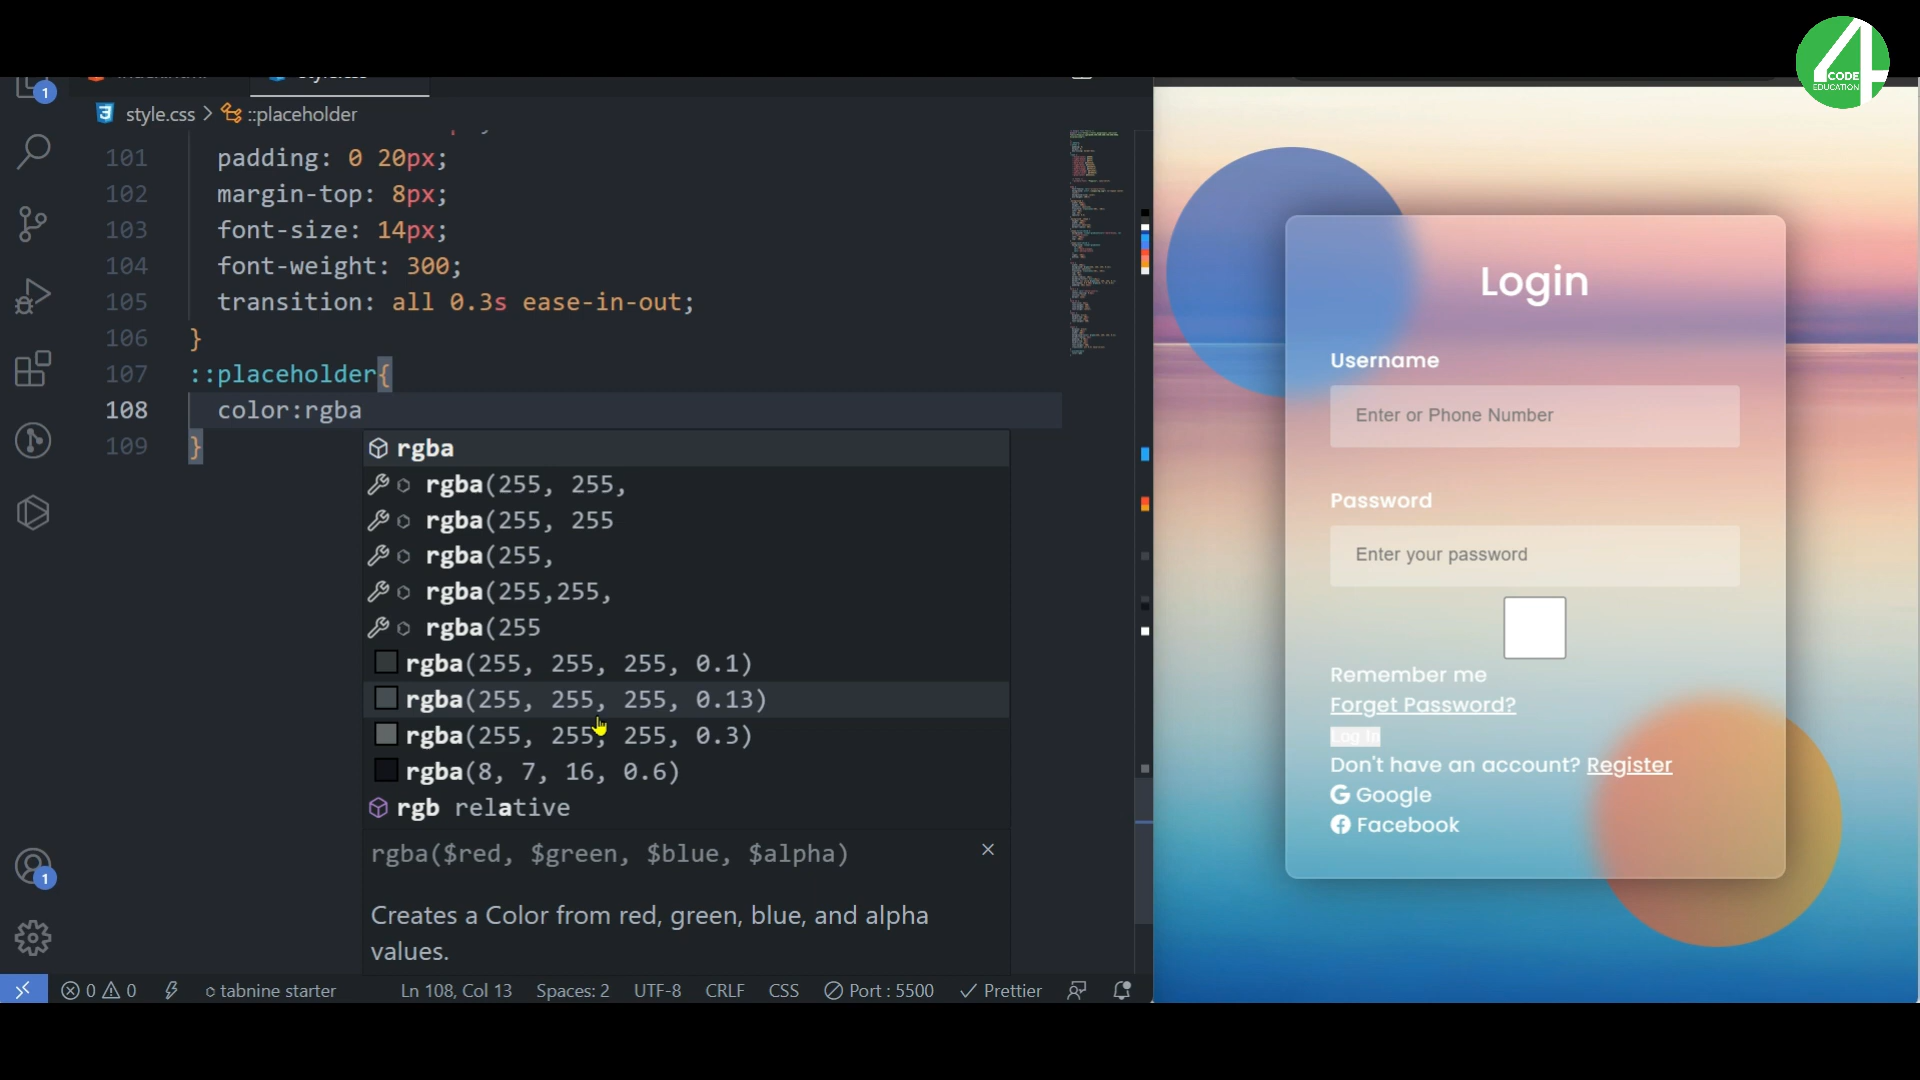 4
CODE
EDUCATION
1
style.css > ::placeholder
101 padding: 0 20px;
102 margin-top: 8px;
103 font-size: 14px;
104 font-weight: 300;
105 transition: all 0.3s ease-in-out;
106 }
107 ::placeholder{
108 color:rgba
109 }
rgba
rgba(255, 255,
rgba(255, 255
rgba(255,
rgba(255,255,
rgba(255
rgba(255, 255, 255, 0.1)
rgba(255, 255, 255, 0.13)
rgba(255, 255, 255, 0.3)
rgba(8, 7, 16, 0.6)
rgb relative
rgba($red, $green, $blue, $alpha)
Creates a Color from red, green, blue, and alpha
values.
1
0 0 tabnine starter Ln 108, Col 13 Spaces: 2 UTF-8 CRLF CSS Port : 5500 Prettier
Login
Username
Enter or Phone Number
Password
Enter your password
Remember me
Forget Password?
Log In
Don't have an account? Register
Google
Facebook